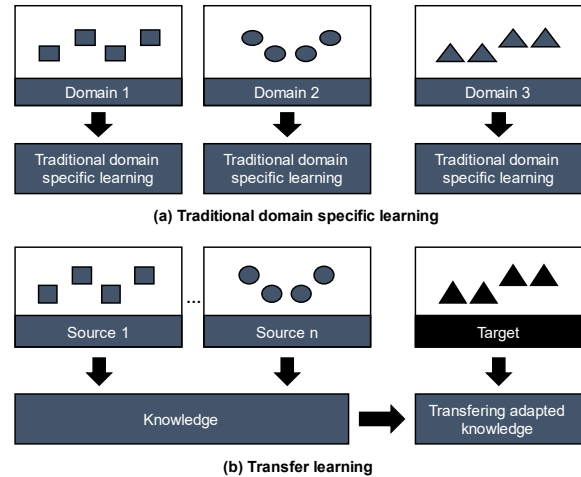 Domain 1
Domain 2
Domain 3
Traditional domain
specific learning
Traditional domain
specific learning
Traditional domain
specific learning
(a) Traditional domain specific learning
...
Source 1
Source n
Target
Knowledge
Transfering adapted
knowledge
(b) Transfer learning